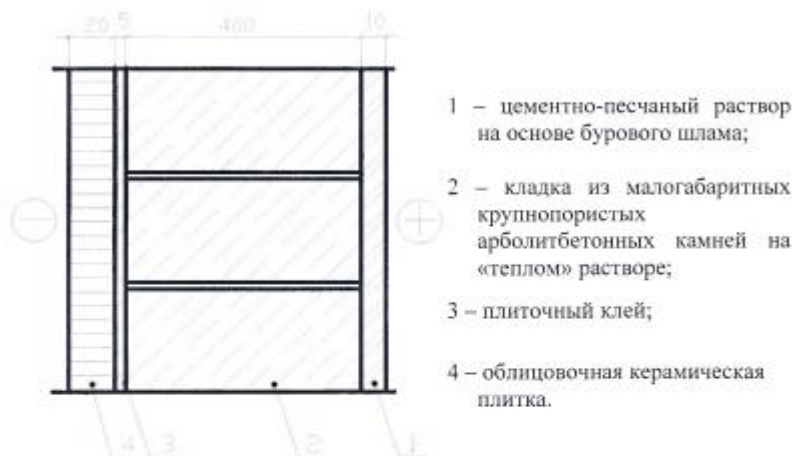 20 5 400 10
1 – цементно-песчаный раствор
на основе бурового шлама;
2 – кладка из малогабаритных
крупнопористых
арболитбетонных камней на
«теплом» растворе;
3 – плиточный клей;
4 – облицовочная керамическая
плитка.
− +
4 3 2 1